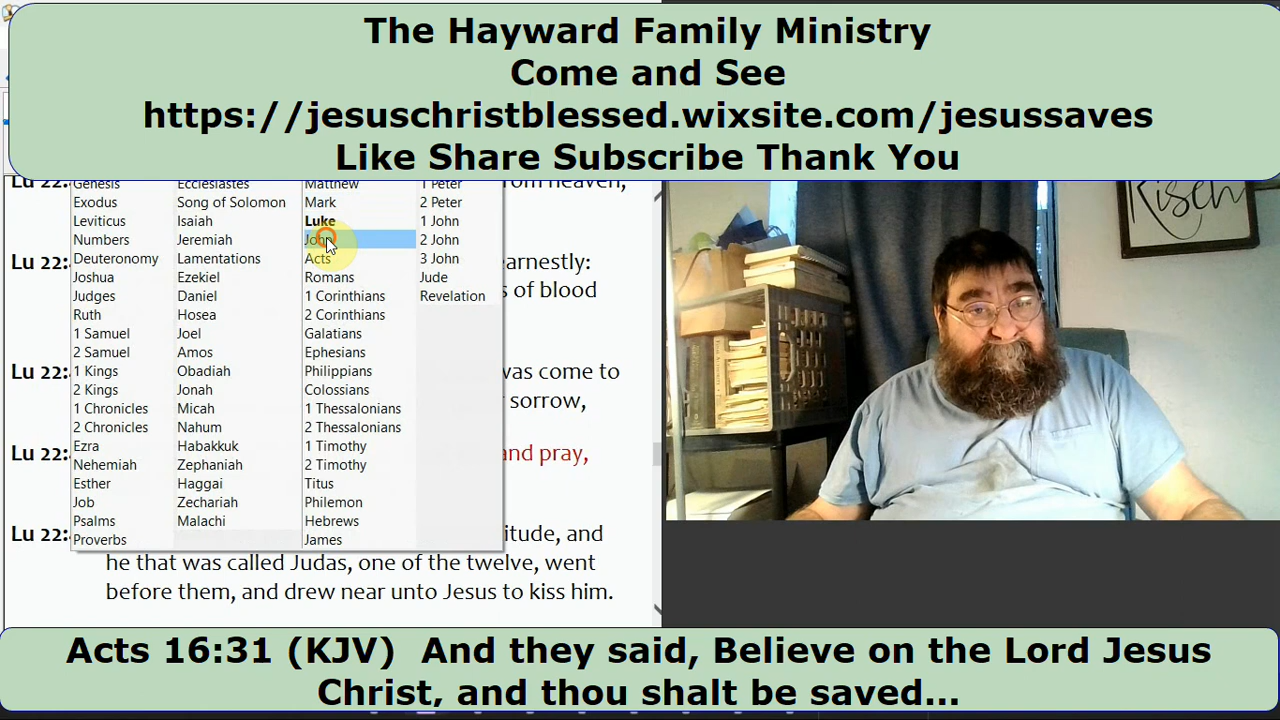 The Hayward Family Ministry
Come and See
https://jesuschristblessed.wixsite.com/jesussaves
Like Share Subscribe Thank You
Lu 22:
from heaven,
Genesis Ecclesiastes Matthew 1 Peter
Exodus Song of Solomon Mark 2 Peter
Leviticus Isaiah Luke 1 John
Numbers Jeremiah John 2 John
Deuteronomy Lamentations Acts 3 John
Joshua Ezekiel Romans Jude
Judges Daniel 1 Corinthians Revelation
Ruth Hosea 2 Corinthians
1 Samuel Joel Galatians
2 Samuel Amos Ephesians
1 Kings Obadiah Philippians
2 Kings Jonah Colossians
1 Chronicles Micah 1 Thessalonians
2 Chronicles Nahum 2 Thessalonians
Ezra Habakkuk 1 Timothy
Nehemiah Zephaniah 2 Timothy
Esther Haggai Titus
Job Zechariah Philemon
Psalms Malachi Hebrews
Proverbs James
Lu 22: earnestly:
s of blood
Lu 22: was come to
sorrow,
Lu 22: and pray,
Lu 22: titude, and
he that was called Judas, one of the twelve, went
before them, and drew near unto Jesus to kiss him.
Risen
Acts 16:31 (KJV) And they said, Believe on the Lord Jesus
Christ, and thou shalt be saved...